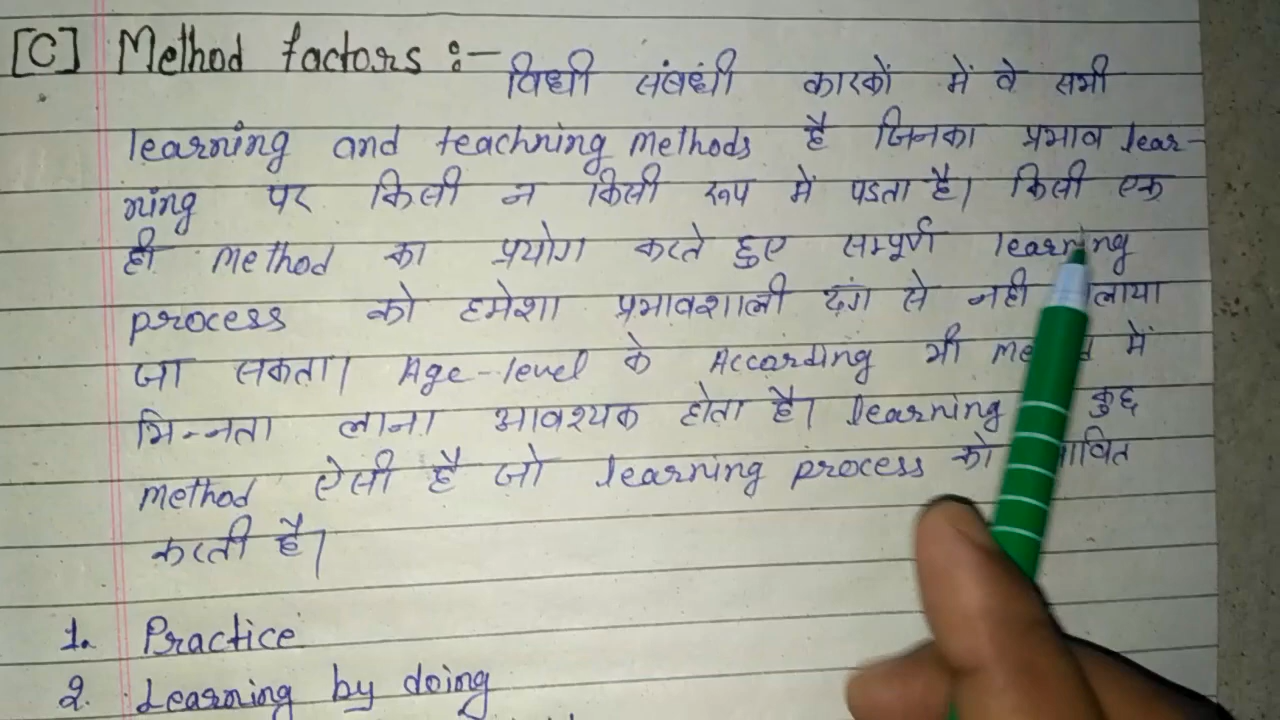 [C] Method factors :- विधी संबंधी कारकों में वे सभी
learning and teachning methods है जिनका प्रभाव lear-
ning पर किसी न किसी रूप में पडता है। किसी एक
ही method का प्रयोग करते हुए सम्पूर्ण learning
process को हमेशा प्रभावशाली ढंग से नही लाया
जा सकता। Age-level के According भी में
भिन्नता लाना आवश्यक होता है। learning कुछ
method ऐसी है जो learning process को
करती है।
1. Practice
2. Learning by doing